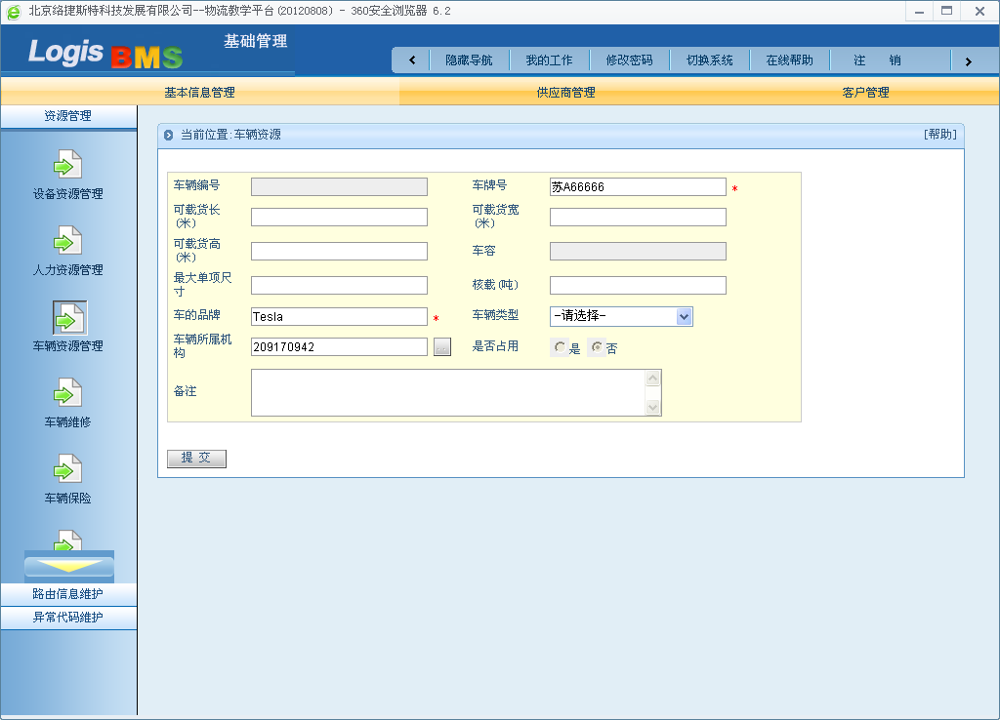 北京络捷斯特科技发展有限公司--物流教学平台(20120808) - 360安全浏览器 6.2
Logis BMS
基础管理
隐藏导航 我的工作 修改密码 切换系统 在线帮助 注 销
基本信息管理 供应商管理 客户管理
资源管理
设备资源管理
人力资源管理
车辆资源管理
车辆维修
车辆保险
路由信息维护
异常代码维护
当前位置:车辆资源 [帮助]
车辆编号 车牌号 苏A66666 *
可载货长(米) 可载货宽(米)
可载货高(米) 车容
最大单项尺寸 核载(吨)
车的品牌 Tesla * 车辆类型 -请选择-
车辆所属机构 209170942 ... 是否占用 是 否
备注
提 交